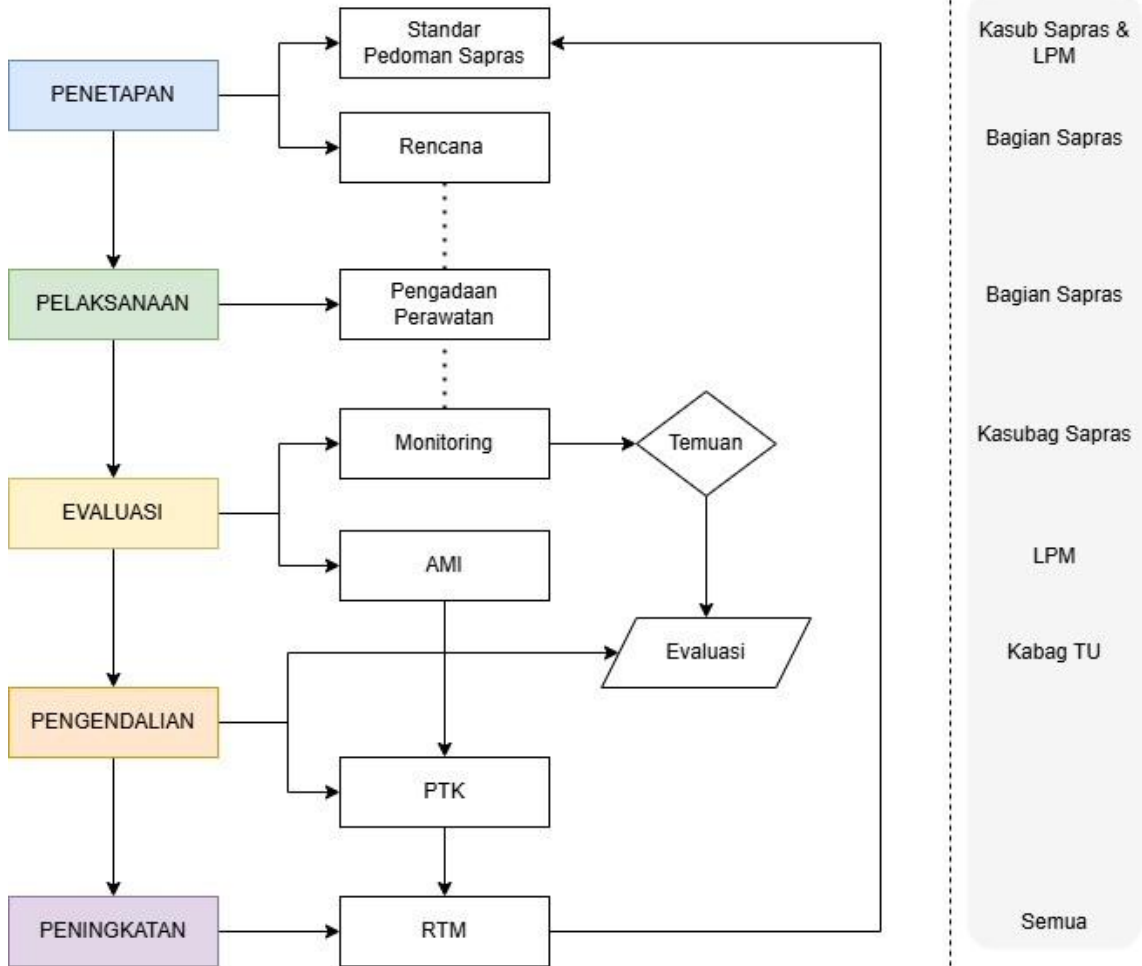 Standar
Pedoman Sapras
Kasub Sapras &
LPM
PENETAPAN
Rencana
Bagian Sapras
PELAKSANAAN
Pengadaan
Perawatan
Bagian Sapras
Monitoring
Temuan
Kasubag Sapras
EVALUASI
AMI
LPM
Evaluasi
Kabag TU
PENGENDALIAN
PTK
PENINGKATAN
RTM
Semua